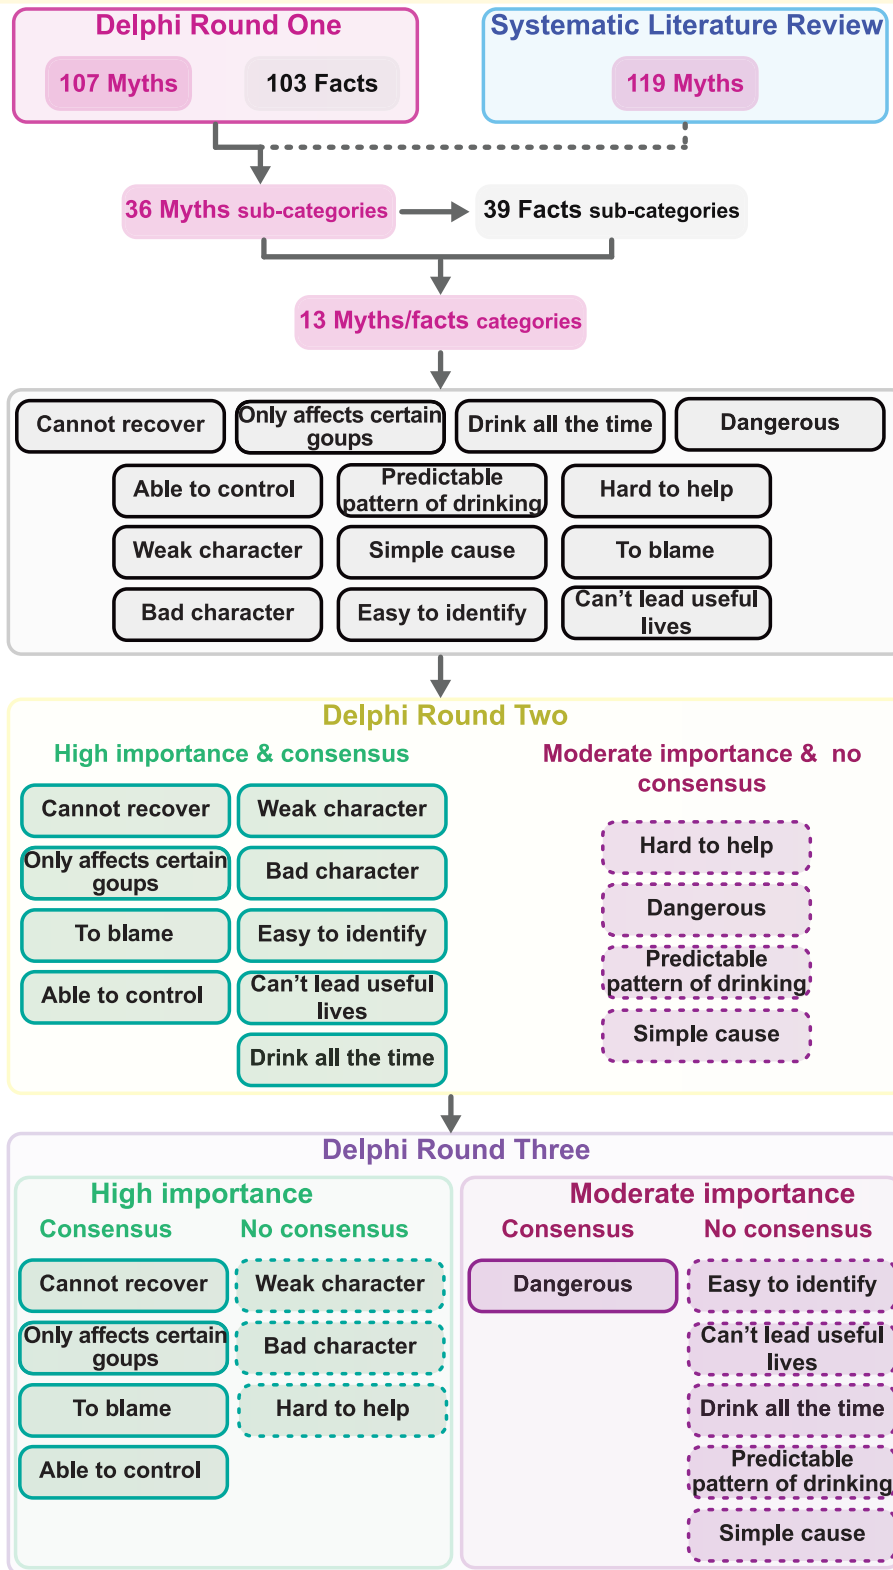 Delphi Round One
107 Myths
103 Facts
Systematic Literature Review
119 Myths
36 Myths sub-categories
39 Facts sub-categories
13 Myths/facts categories
Cannot recover
Only affects certain
goups
Drink all the time
Dangerous
Able to control
Predictable
pattern of drinking
Hard to help
Weak character
Simple cause
To blame
Bad character
Easy to identify
Can't lead useful
lives
Delphi Round Two
High importance & consensus
Cannot recover
Weak character
Only affects certain
goups
Bad character
To blame
Easy to identify
Able to control
Can't lead useful
lives
Drink all the time
Moderate importance & no
consensus
Hard to help
Dangerous
Predictable
pattern of drinking
Simple cause
Delphi Round Three
High importance
Consensus
No consensus
Cannot recover
Weak character
Only affects certain
goups
Bad character
To blame
Hard to help
Able to control
Moderate importance
Consensus
No consensus
Dangerous
Easy to identify
Can't lead useful
lives
Drink all the time
Predictable
pattern of drinking
Simple cause